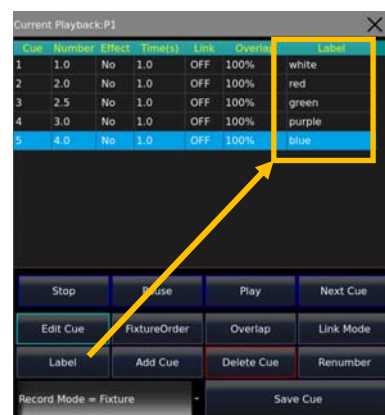 Current Playback:P1
Cue Number Effect Time(s) Link Overlap Label
1 1.0 No 1.0 OFF 100% white
2 2.0 No 1.0 OFF 100% red
3 2.5 No 1.0 OFF 100% green
4 3.0 No 1.0 OFF 100% purple
5 4.0 No 1.0 OFF 100% blue
Stop Pause Play Next Cue
Edit Cue FixtureOrder Overlap Link Mode
Label Add Cue Delete Cue Renumber
Record Mode = Fixture Save Cue